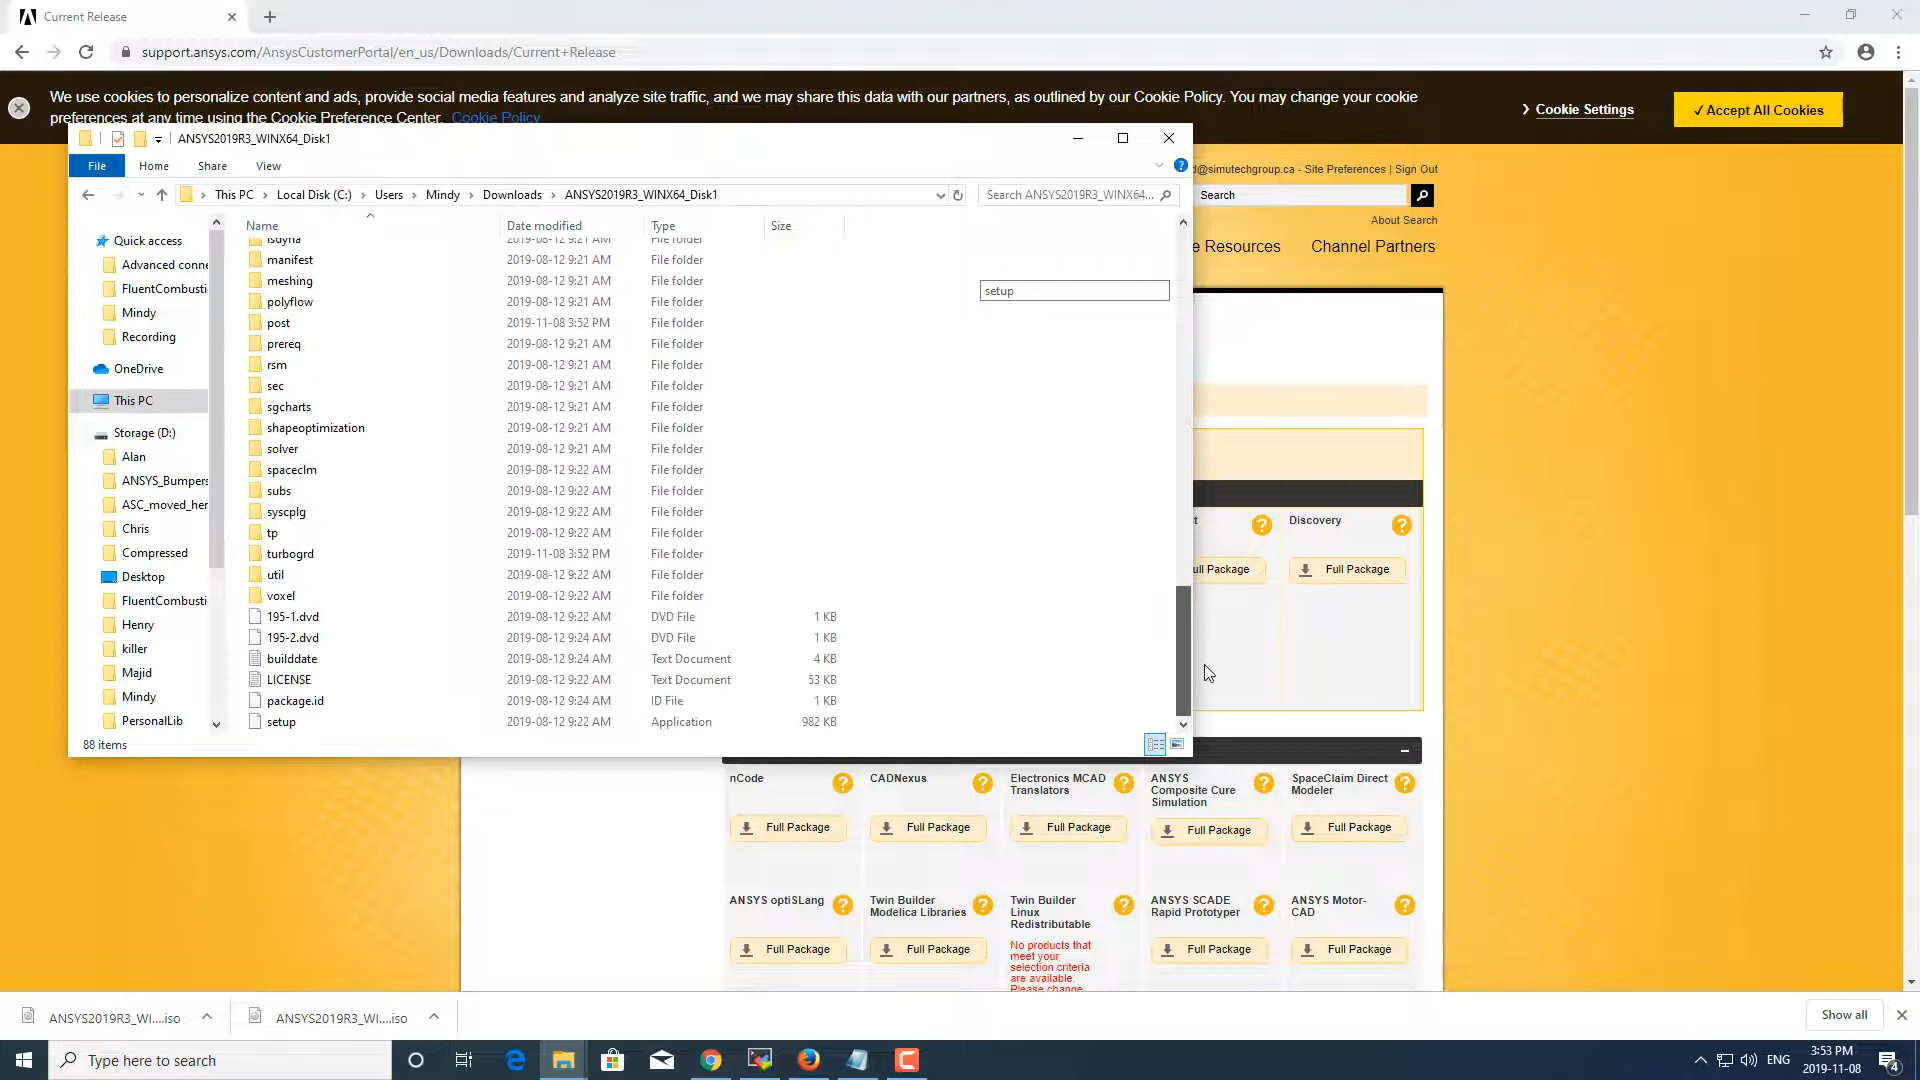 Current Release
support.ansys.com/AnsysCustomerPortal/en_us/Downloads/Current+Release
We use cookies to personalize content and ads, provide social media features and analyze site traffic, and we may share this data with our partners, as outlined by our Cookie Policy. You may change your cookie
preferences at any time using the Cookie Preference Center. Cookie Policy
Cookie Settings
✓ Accept All Cookies
ANSYS2019R3_WINX64_Disk1
File Home Share View
d@simutechgroup.ca - Site Preferences | Sign Out
This PC Local Disk (C:) Users Mindy Downloads ANSYS2019R3_WINX64_Disk1
Search ANSYS2019R3_WINX64...
Search
About Search
e Resources Channel Partners
Name Date modified Type Size
Quick access
Advanced conne
FluentCombusti
Mindy
Recording
OneDrive
This PC
Storage (D:)
Alan
ANSYS_Bumpers
ASC_moved_her
Chris
Compressed
Desktop
FluentCombusti
Henry
killer
Majid
Mindy
PersonalLib
lsdyna 2019-08-12 9:21 AM File folder
manifest 2019-08-12 9:21 AM File folder
meshing 2019-08-12 9:21 AM File folder
polyflow 2019-08-12 9:21 AM File folder
post 2019-11-08 3:52 PM File folder
prereq 2019-08-12 9:21 AM File folder
rsm 2019-08-12 9:21 AM File folder
sec 2019-08-12 9:21 AM File folder
sgcharts 2019-08-12 9:21 AM File folder
shapeoptimization 2019-08-12 9:21 AM File folder
solver 2019-08-12 9:21 AM File folder
spaceclm 2019-08-12 9:22 AM File folder
subs 2019-08-12 9:22 AM File folder
syscplg 2019-08-12 9:22 AM File folder
tp 2019-08-12 9:22 AM File folder
turbogrd 2019-11-08 3:52 PM File folder
util 2019-08-12 9:22 AM File folder
voxel 2019-08-12 9:22 AM File folder
195-1.dvd 2019-08-12 9:22 AM DVD File 1 KB
195-2.dvd 2019-08-12 9:24 AM DVD File 1 KB
builddate 2019-08-12 9:24 AM Text Document 4 KB
LICENSE 2019-08-12 9:22 AM Text Document 53 KB
package.id 2019-08-12 9:24 AM ID File 1 KB
setup 2019-08-12 9:22 AM Application 982 KB
setup
88 items
t
Discovery
ull Package
Full Package
nCode
CADNexus
Electronics MCAD
Translators
ANSYS
Composite Cure
Simulation
SpaceClaim Direct
Modeler
Full Package Full Package Full Package Full Package Full Package
ANSYS optiSLang
Twin Builder
Modelica Libraries
Twin Builder
Linux
Redistributable
No products that
meet your
selection criteria
are available.
Please change
ANSYS SCADE
Rapid Prototyper
ANSYS Motor-
CAD
Full Package Full Package Full Package Full Package
ANSYS2019R3_WI....iso
ANSYS2019R3_WI....iso
Show all
Type here to search
ENG
3:53 PM
2019-11-08
4